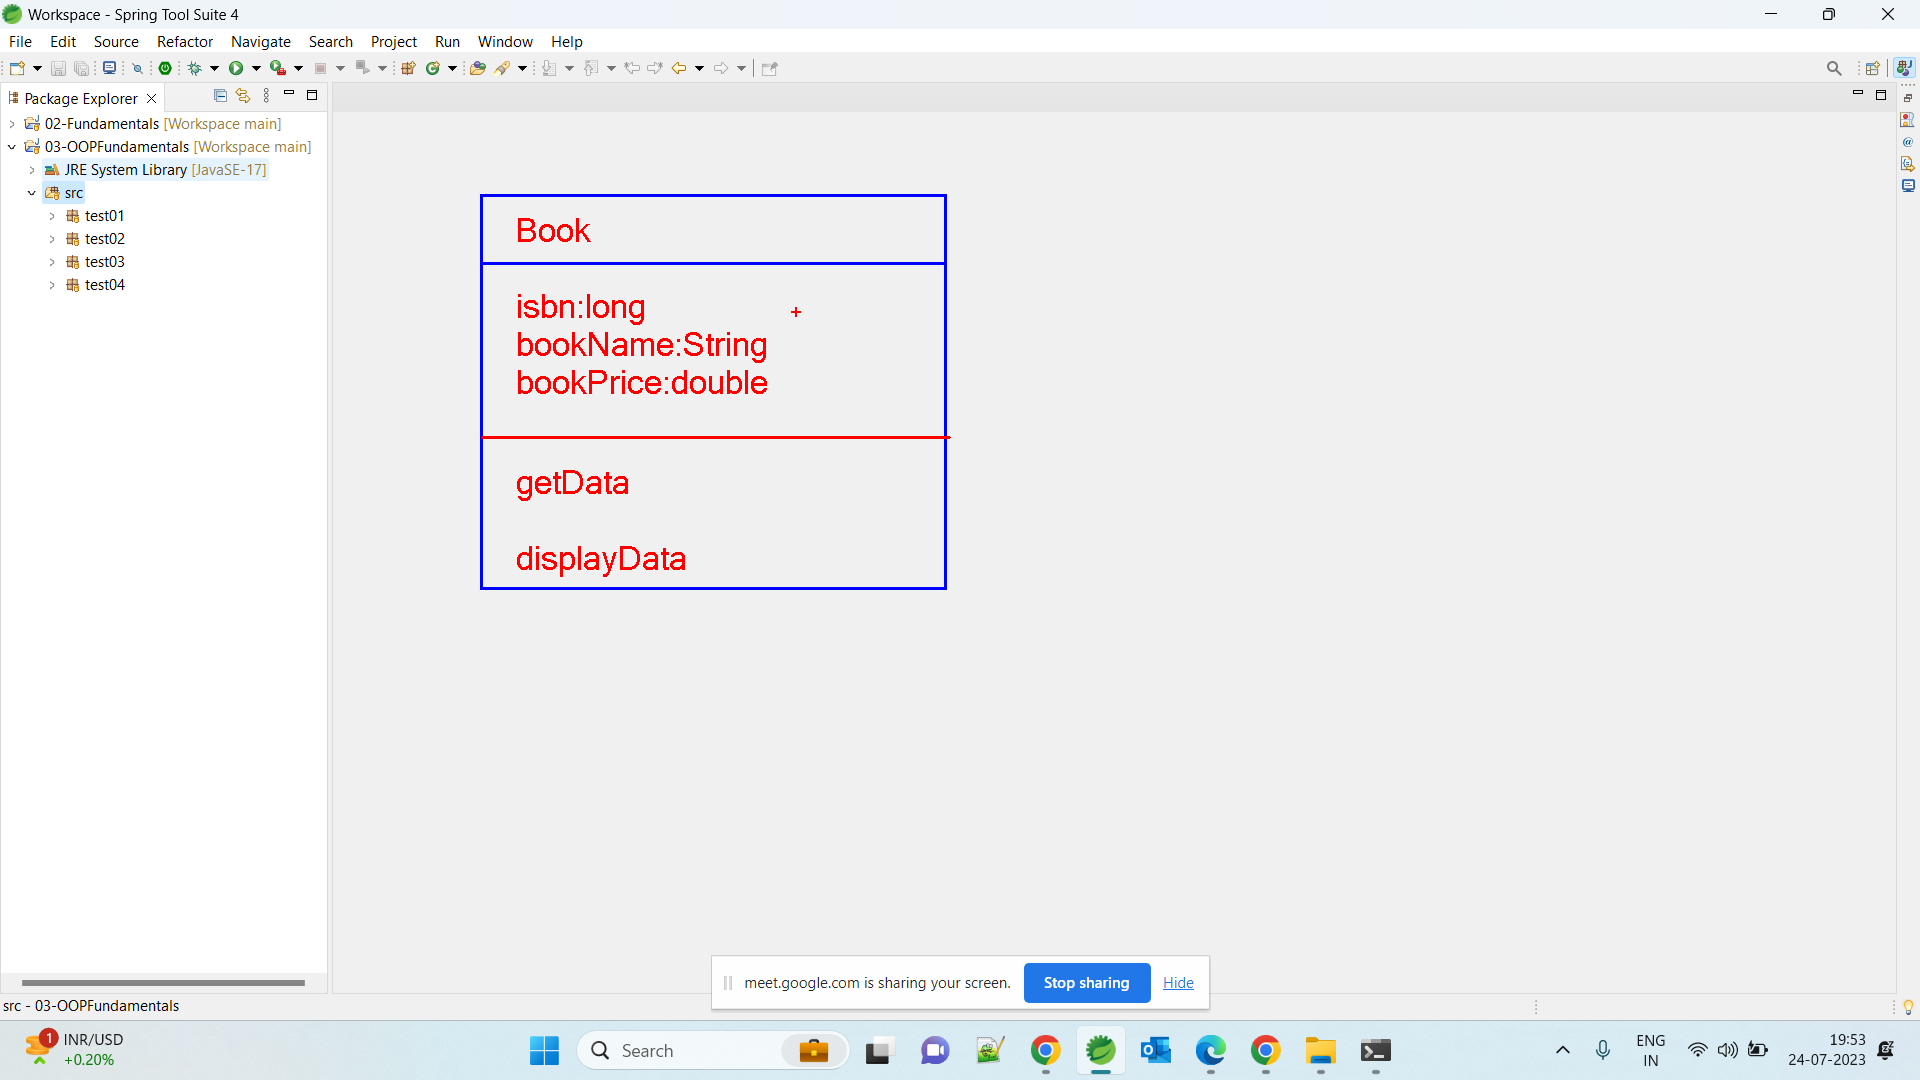 Workspace - Spring Tool Suite 4
File Edit Source Refactor Navigate Search Project Run Window Help
Package Explorer
02-Fundamentals [Workspace main]
03-OOPFundamentals [Workspace main]
JRE System Library [JavaSE-17]
src
test01
test02
test03
test04
Book
isbn:long
bookName:String
bookPrice:double
getData
displayData
meet.google.com is sharing your screen. Stop sharing Hide
src - 03-OOPFundamentals
1 INR/USD
+0.20%
Search
ENG
IN
19:53
24-07-2023